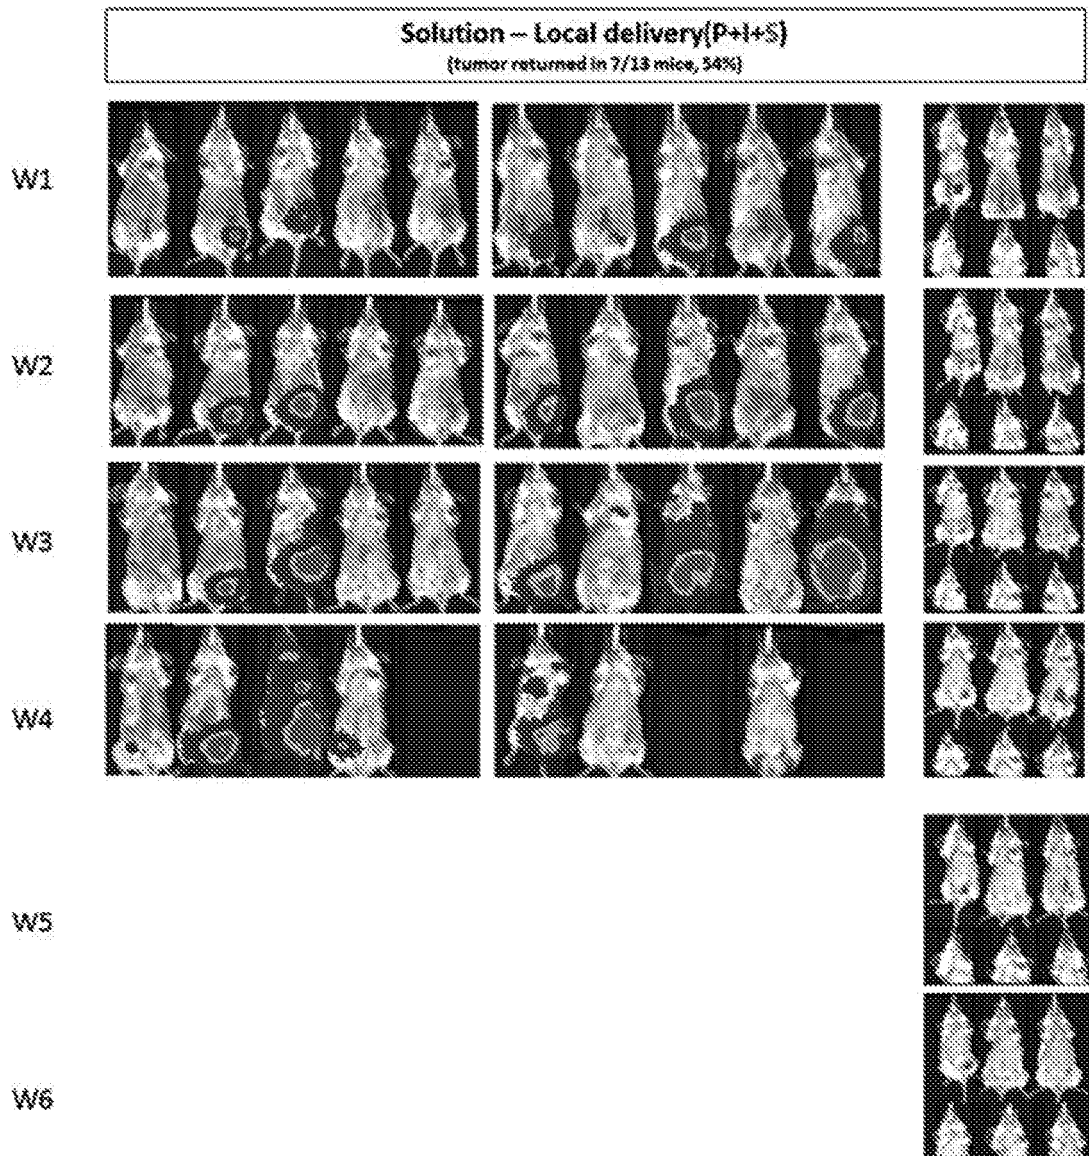 Solution – Local delivery(P+I+S)
(tumor returned in 7/13 mice, 54%)
W1
W2
W3
W4
W5
W6